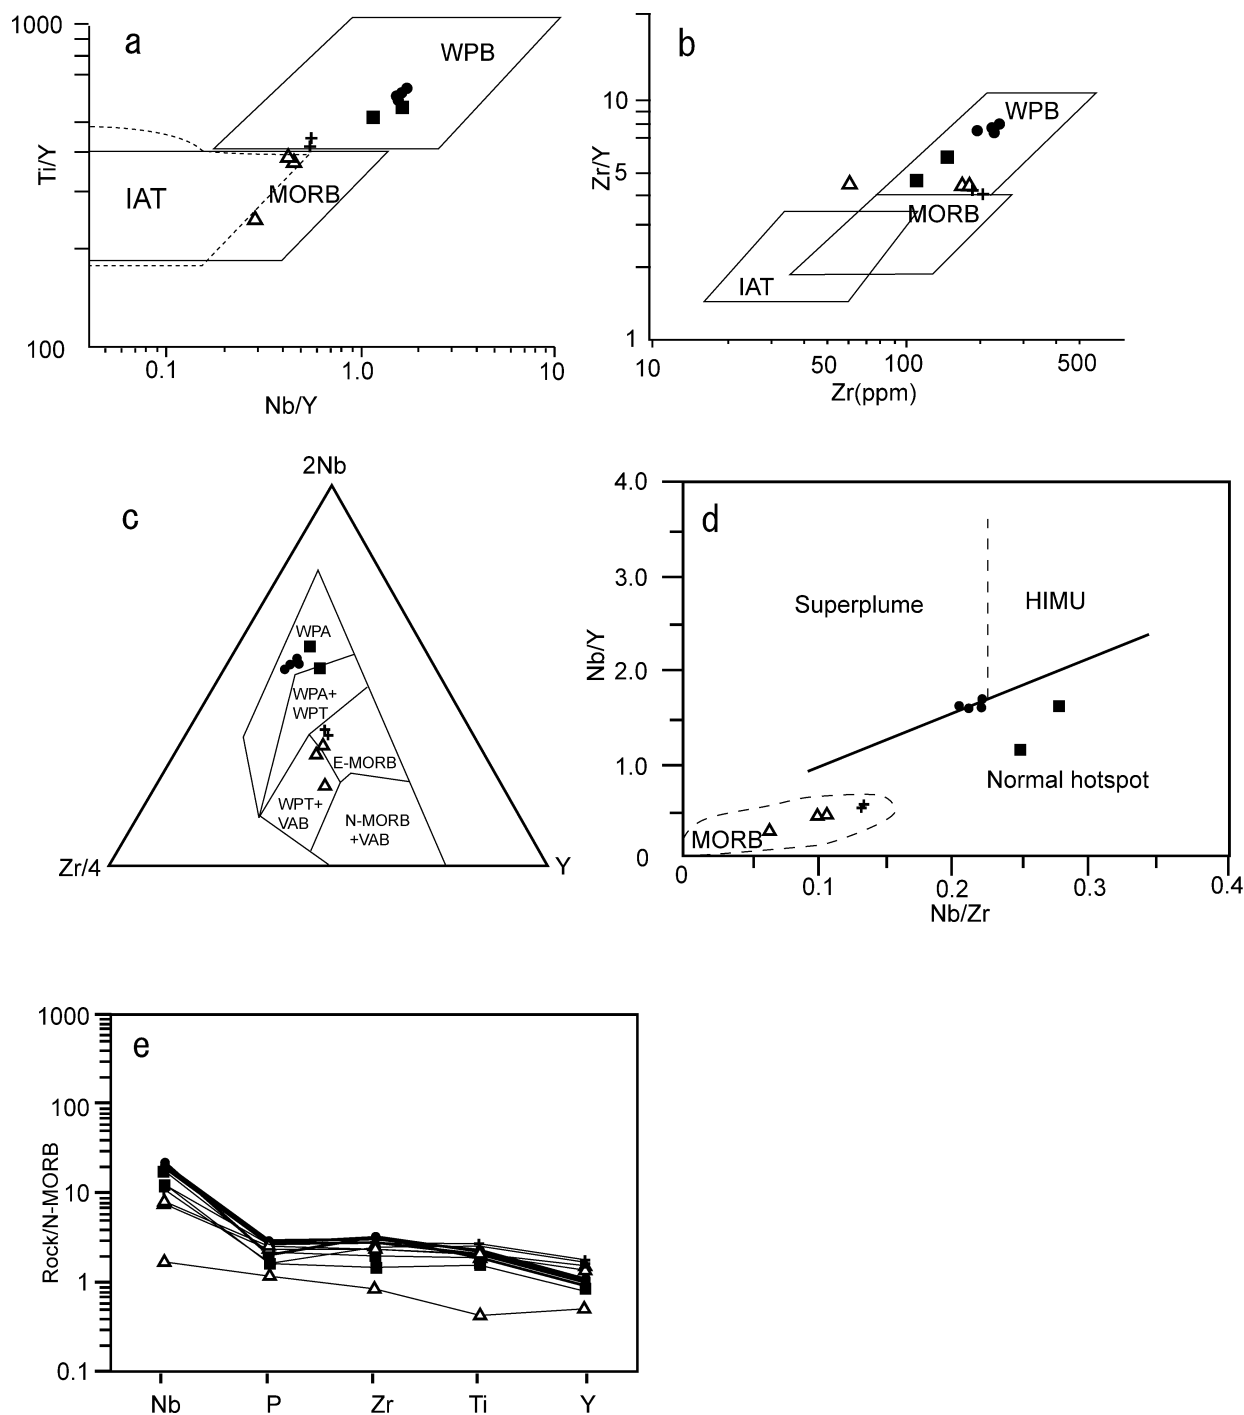 1000
a
WPB
Ti/Y
IAT
MORB
100
0.1
1.0
10
Nb/Y
b
10
WPB
Zr/Y
5
MORB
IAT
1
10
50
100
500
Zr(ppm)
2Nb
c
WPA
WPA+
WPT
E-MORB
WPT+
VAB
N-MORB
+VAB
Zr/4
Y
4.0
d
3.0
Superplume
HIMU
Nb/Y
2.0
1.0
Normal hotspot
MORB
0
0
0.1
0.2
0.3
0.4
Nb/Zr
1000
e
100
Rock/N-MORB
10
1
0.1
Nb
P
Zr
Ti
Y